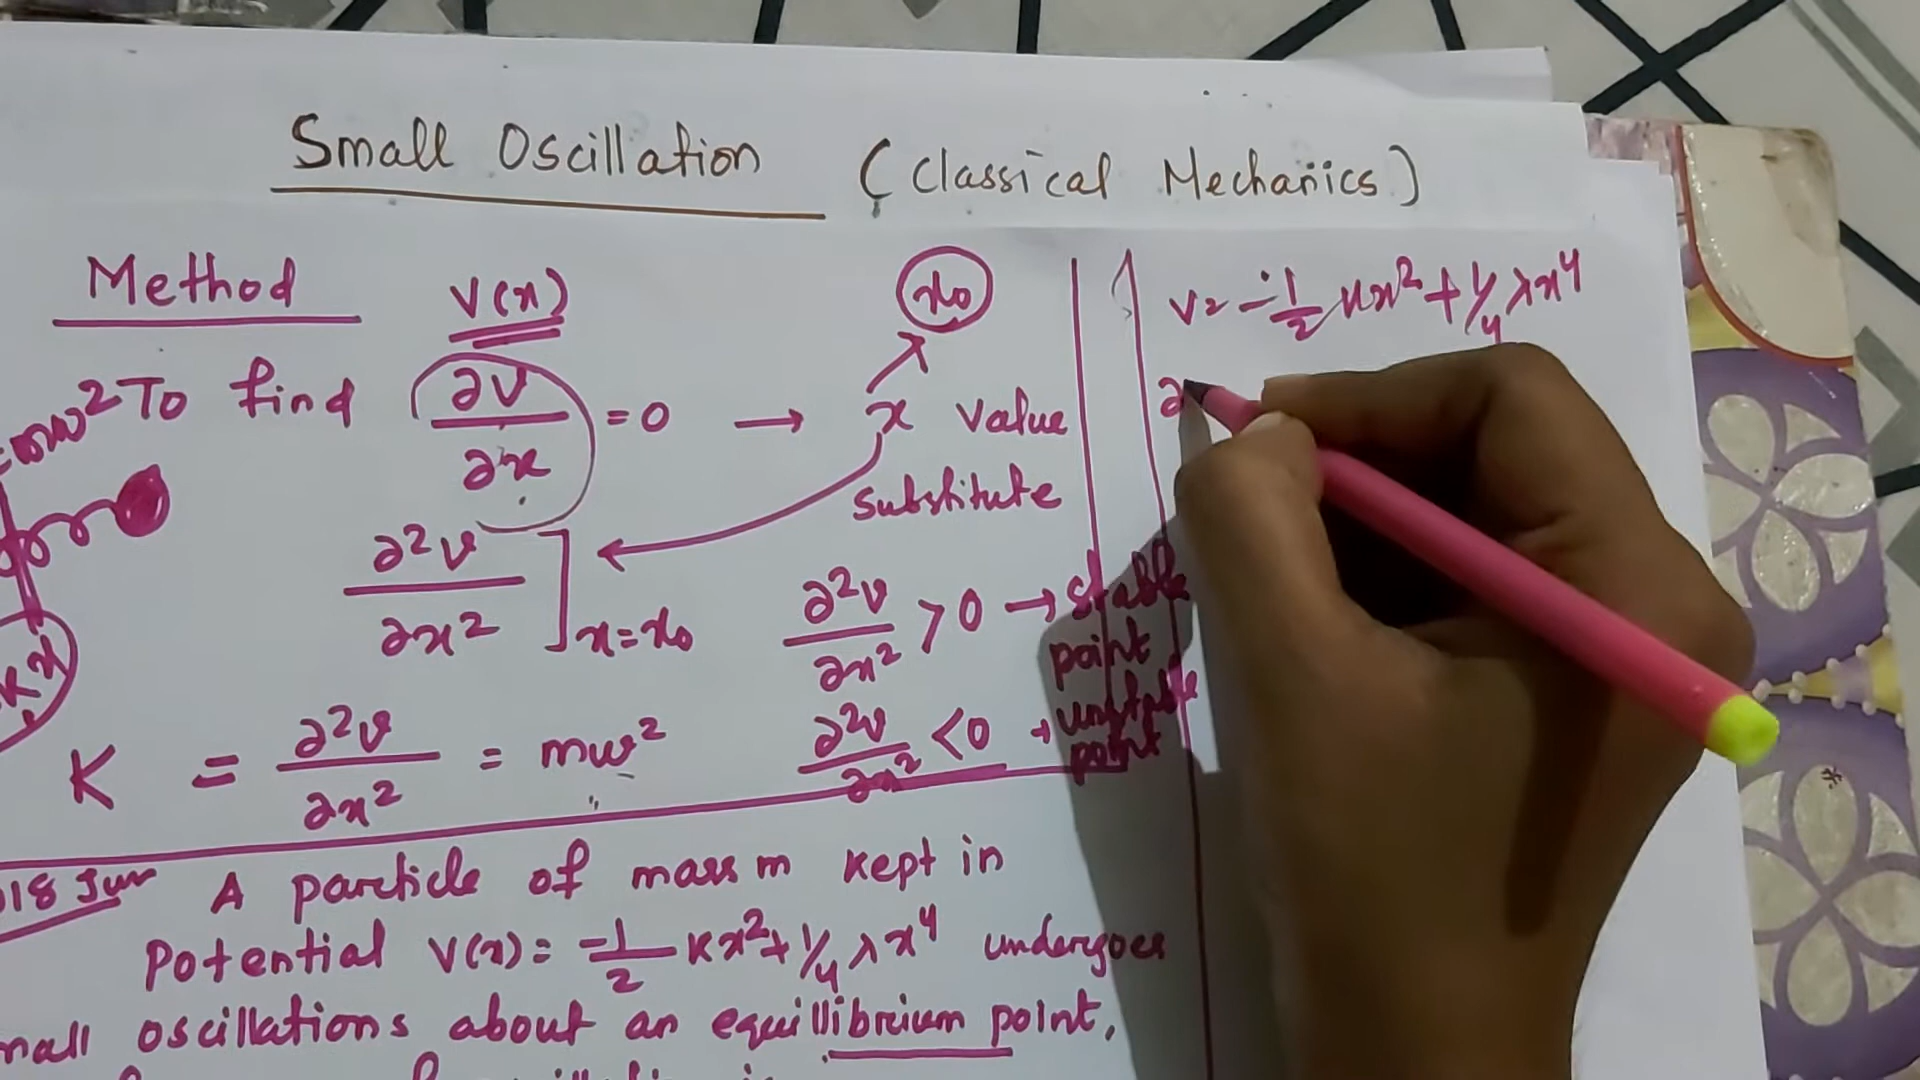 Small Oscillation (Classical Mechanics)
Method V(x)
To find ∂V/∂x = 0 → x value
x₀
substitute
∂²V/∂x² ]x=x₀
∂²V/∂x² > 0 → stable point
∂²V/∂x² < 0 → unstable point
K = ∂²V/∂x² = mω²
V = -1/2 Kx² + 1/4 λx⁴
∂
A particle of mass m kept in
Potential V(x) = -1/2 Kx² + 1/4 λx⁴ undergoes
oscillations about an equillibrium point,